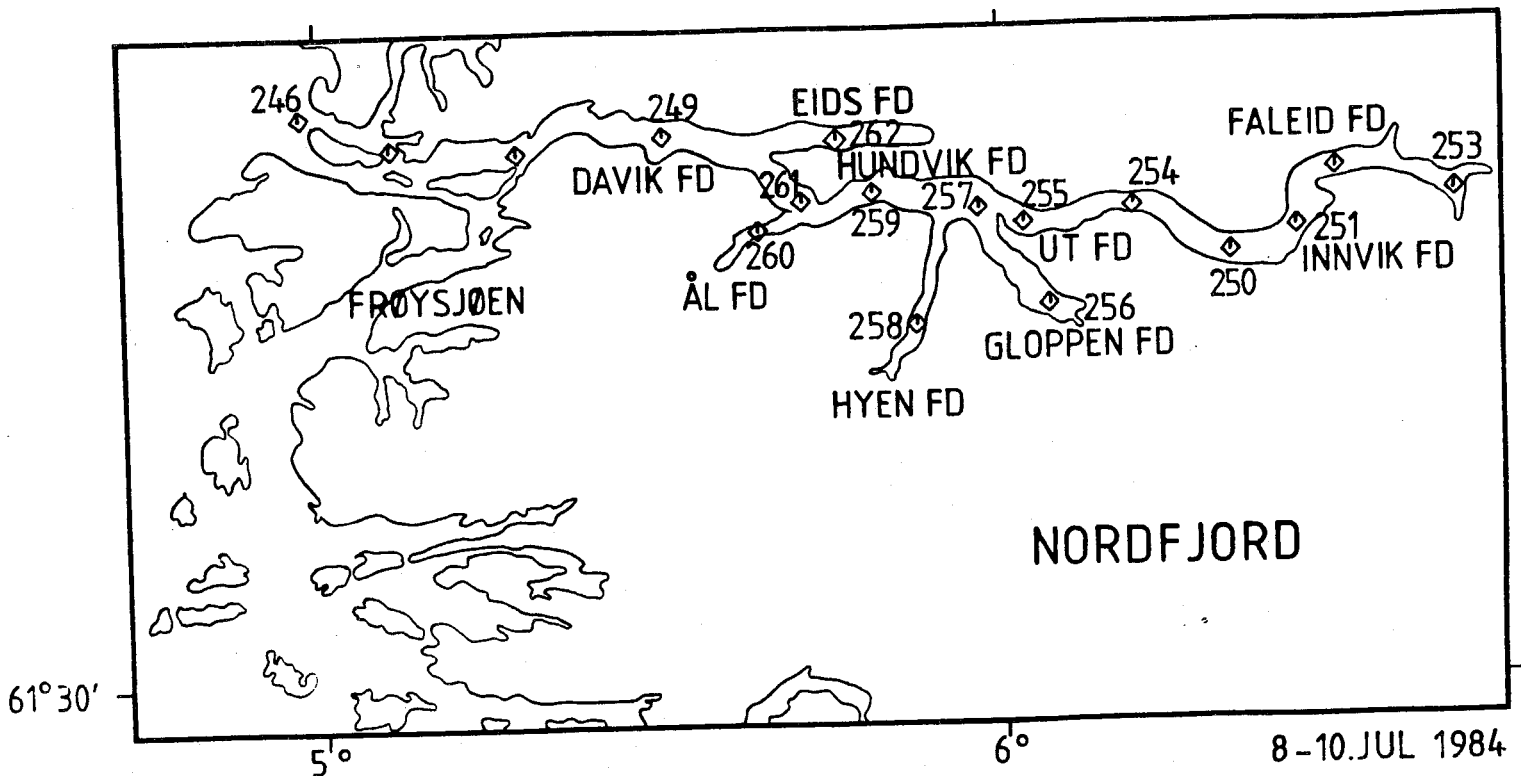 246
249
EIDS FD
262
FALEID FD
253
DAVIK FD
HUNDVIK FD
254
261
257
255
259
251
260
UT FD
INNVIK FD
250
ÅL FD
FRØYSJØEN
256
258
GLOPPEN FD
HYEN FD
NORDFJORD
61°30'
5°
6°
8-10.JUL 1984